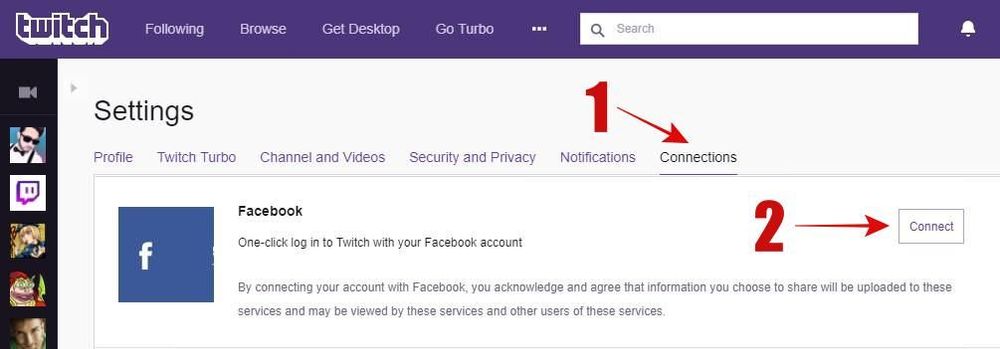 twitch Following Browse Get Desktop Go Turbo ••• Search
Settings
1
Profile Twitch Turbo Channel and Videos Security and Privacy Notifications Connections
Facebook
2
Connect
One-click log in to Twitch with your Facebook account
By connecting your account with Facebook, you acknowledge and agree that information you choose to share will be uploaded to these
services and may be viewed by these services and other users of these services.